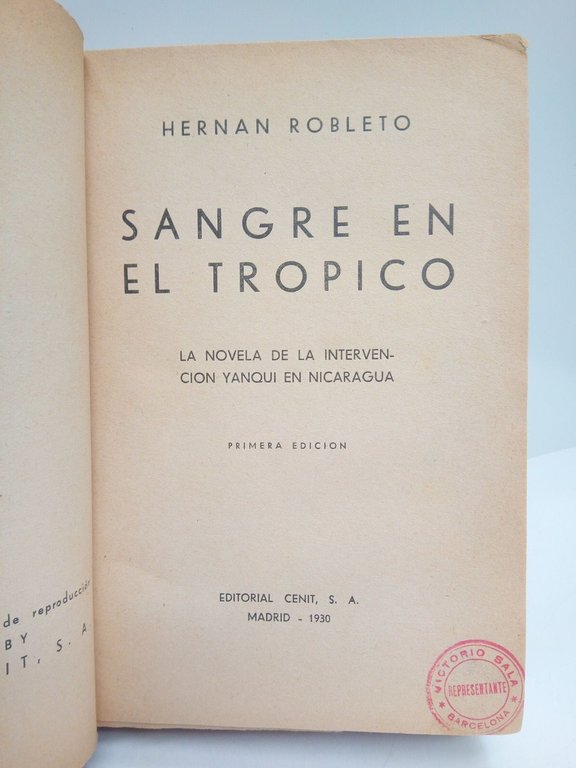 HERNAN ROBLETO
SANGRE EN
EL TROPICO
LA NOVELA DE LA INTERVEN-
CION YANQUI EN NICARAGUA
PRIMERA EDICION
EDITORIAL CENIT, S. A.
MADRID - 1930
VICTORIO SALA
REPRESENTANTE
BARCELONA
de reproducción
BY
IT, S. A.